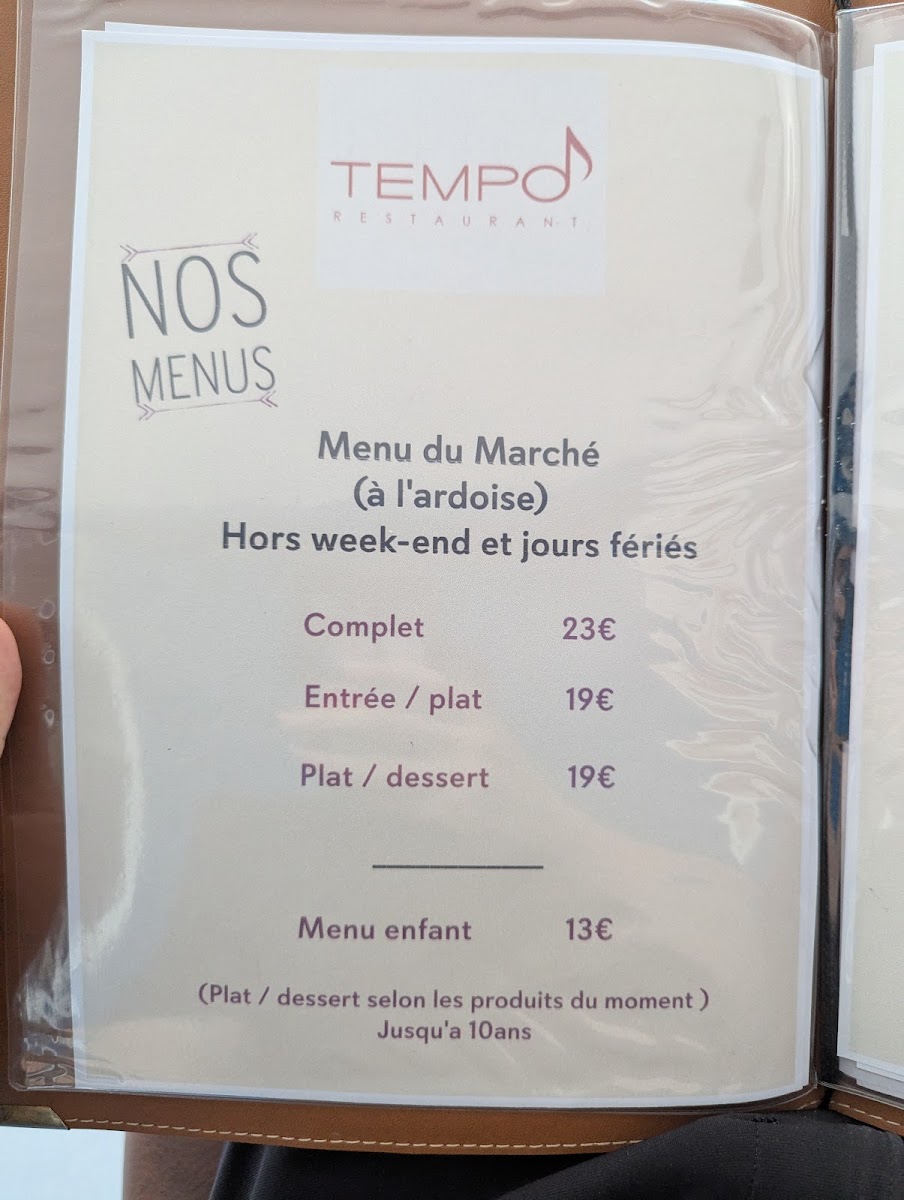 TEMPO
RESTAURANT
NOS
MENUS
Menu du Marché
(à l'ardoise)
Hors week-end et jours fériés
Complet 23€
Entrée / plat 19€
Plat / dessert 19€
Menu enfant 13€
(Plat / dessert selon les produits du moment )
Jusqu'a 10ans